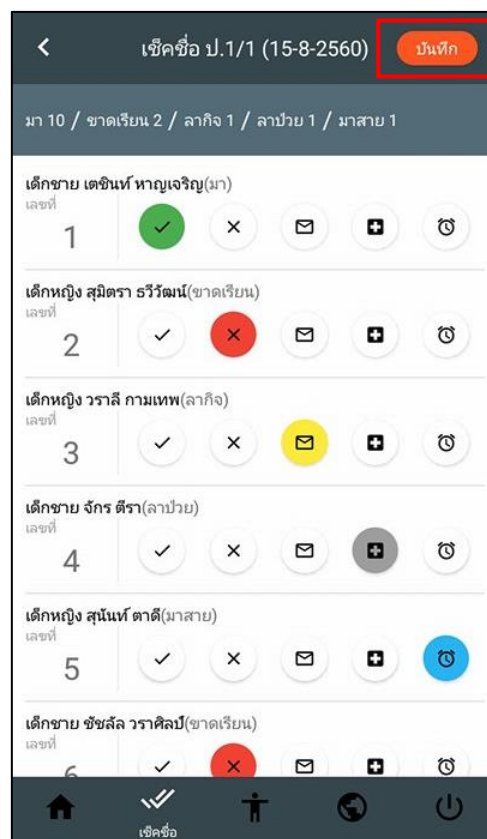 เช็คชื่อ ป.1/1 (15-8-2560) บันทึก
มา 10 / ขาดเรียน 2 / ลากิจ 1 / ลาป่วย 1 / มาสาย 1
เด็กชาย เตชินท์ หาญเจริญ(มา)
เลขที่
1
เด็กหญิง สุมิตรา ธวีวัฒน์(ขาดเรียน)
เลขที่
2
เด็กหญิง วราลี กามเทพ(ลากิจ)
เลขที่
3
เด็กชาย จักร ตีรา(ลาป่วย)
เลขที่
4
เด็กหญิง สุนันท์ ตาดี(มาสาย)
เลขที่
5
เด็กชาย ชัชลัล วราศิลป์(ขาดเรียน)
เลขที่
6
เช็คชื่อ